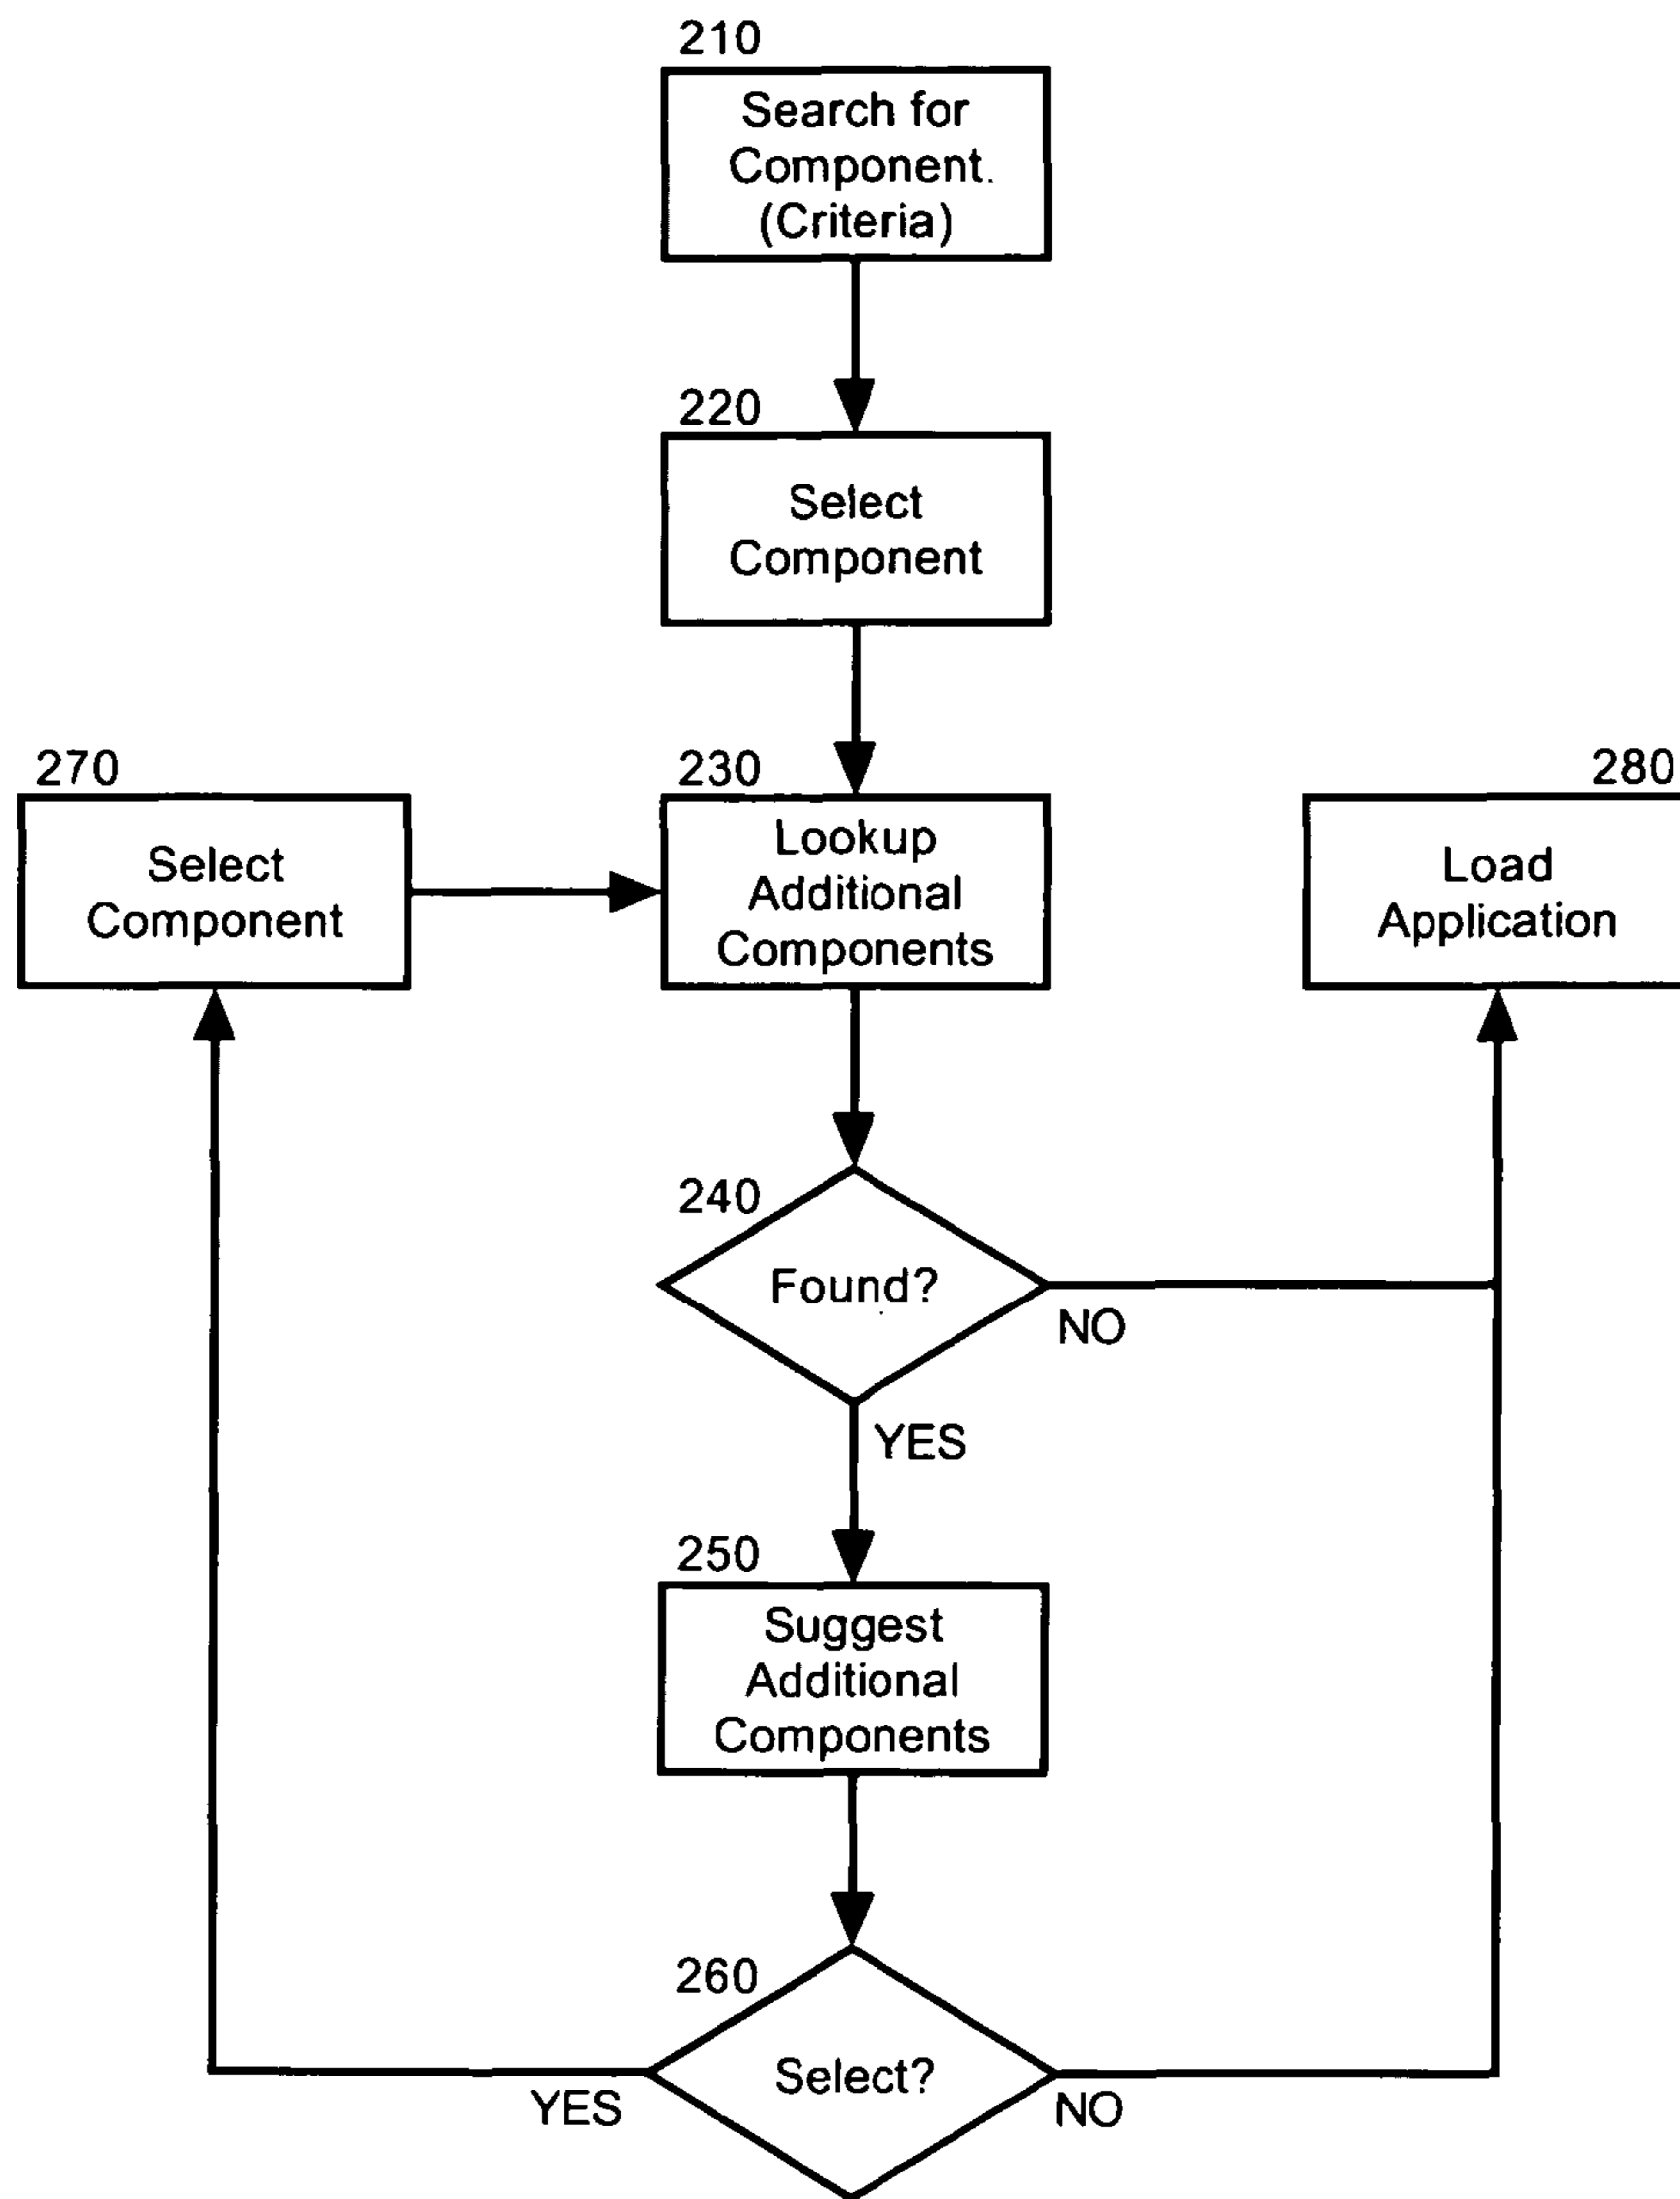 210
Search for
Component.
(Criteria)
220
Select
Component
270
230
280
Select
Component
Lookup
Additional
Components
Load
Application
240
Found?
NO
YES
250
Suggest
Additional
Components
260
Select?
YES
NO